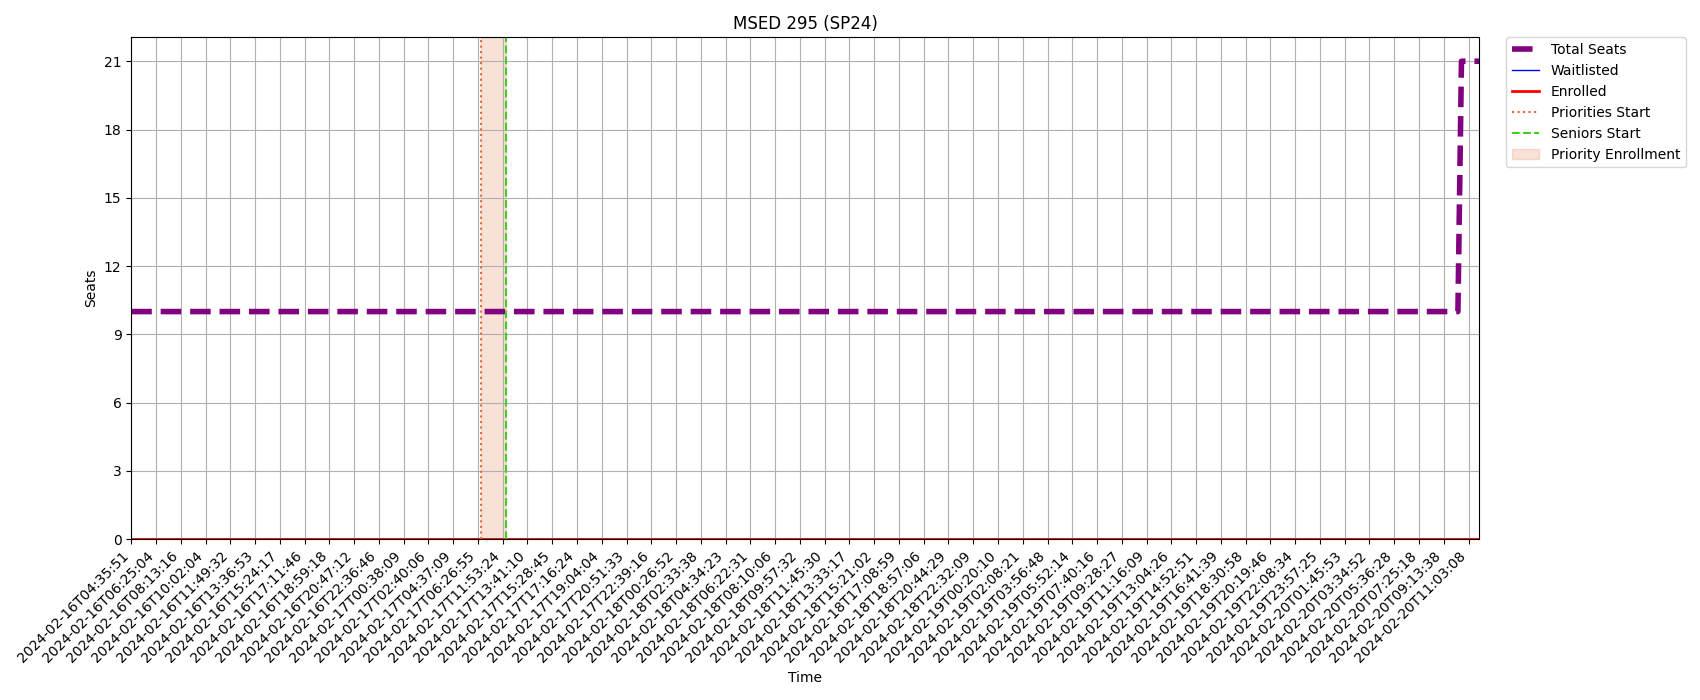 MSED 295 (SP24)
Total Seats
Waitlisted
Enrolled
Priorities Start
Seniors Start
Priority Enrollment
Seats
21
18
15
12
9
6
3
0
2024-02-16T04:35:51
2024-02-16T06:25:04
2024-02-16T08:13:16
2024-02-16T10:02:04
2024-02-16T11:49:32
2024-02-16T13:36:53
2024-02-16T15:24:17
2024-02-16T17:11:46
2024-02-16T18:59:18
2024-02-16T20:47:12
2024-02-16T22:36:46
2024-02-17T00:38:09
2024-02-17T02:40:06
2024-02-17T04:37:09
2024-02-17T06:26:55
2024-02-17T11:53:24
2024-02-17T13:41:10
2024-02-17T15:28:45
2024-02-17T17:16:24
2024-02-17T19:04:04
2024-02-17T20:51:33
2024-02-17T22:39:16
2024-02-18T00:26:52
2024-02-18T02:33:38
2024-02-18T04:34:23
2024-02-18T06:22:31
2024-02-18T08:10:06
2024-02-18T09:57:32
2024-02-18T11:45:30
2024-02-18T13:33:17
2024-02-18T15:21:02
2024-02-18T17:08:59
2024-02-18T18:57:06
2024-02-18T20:44:29
2024-02-18T22:32:09
2024-02-19T00:20:10
2024-02-19T02:08:21
2024-02-19T03:56:48
2024-02-19T05:52:14
2024-02-19T07:40:16
2024-02-19T09:28:27
2024-02-19T11:16:09
2024-02-19T13:04:26
2024-02-19T14:52:51
2024-02-19T16:41:39
2024-02-19T18:30:58
2024-02-19T20:19:46
2024-02-19T22:08:34
2024-02-19T23:57:25
2024-02-20T01:45:53
2024-02-20T03:34:52
2024-02-20T05:36:28
2024-02-20T07:25:18
2024-02-20T09:13:38
2024-02-20T11:03:08
Time